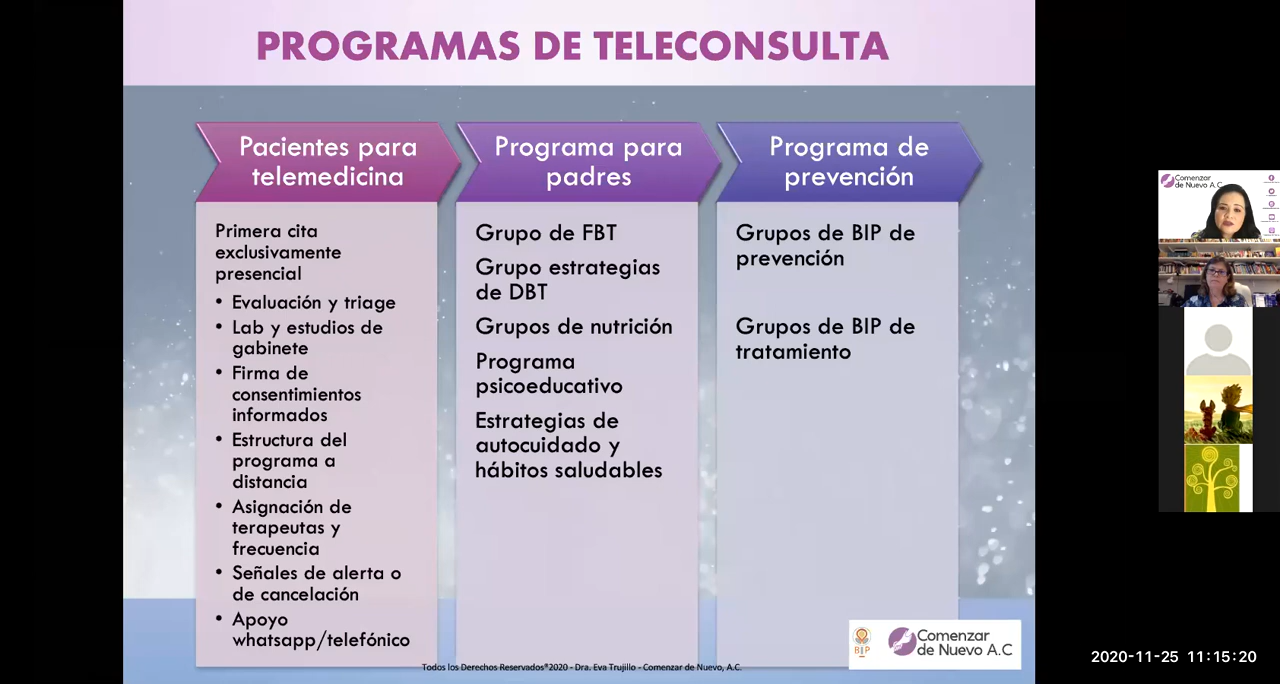 PROGRAMAS DE TELECONSULTA
Pacientes para
telemedicina
Primera cita
exclusivamente
presencial
• Evaluación y triage
• Lab y estudios de
gabinete
• Firma de
consentimientos
informados
• Estructura del
programa a
distancia
• Asignación de
terapeutas y
frecuencia
• Señales de alerta o
de cancelación
• Apoyo
whatsapp/telefónico
Programa para
padres
Grupo de FBT
Grupo estrategias
de DBT
Grupos de nutrición
Programa
psicoeducativo
Estrategias de
autocuidado y
hábitos saludables
Programa de
prevención
Grupos de BIP de
prevención
Grupos de BIP de
tratamiento
BIP
Comenzar
de Nuevo A.C
Todos los Derechos Reservados®2020 - Dra. Eva Trujillo - Comenzar de Nuevo, A.C.
Comenzar
de Nuevo A.C
2020-11-25 11:15:20